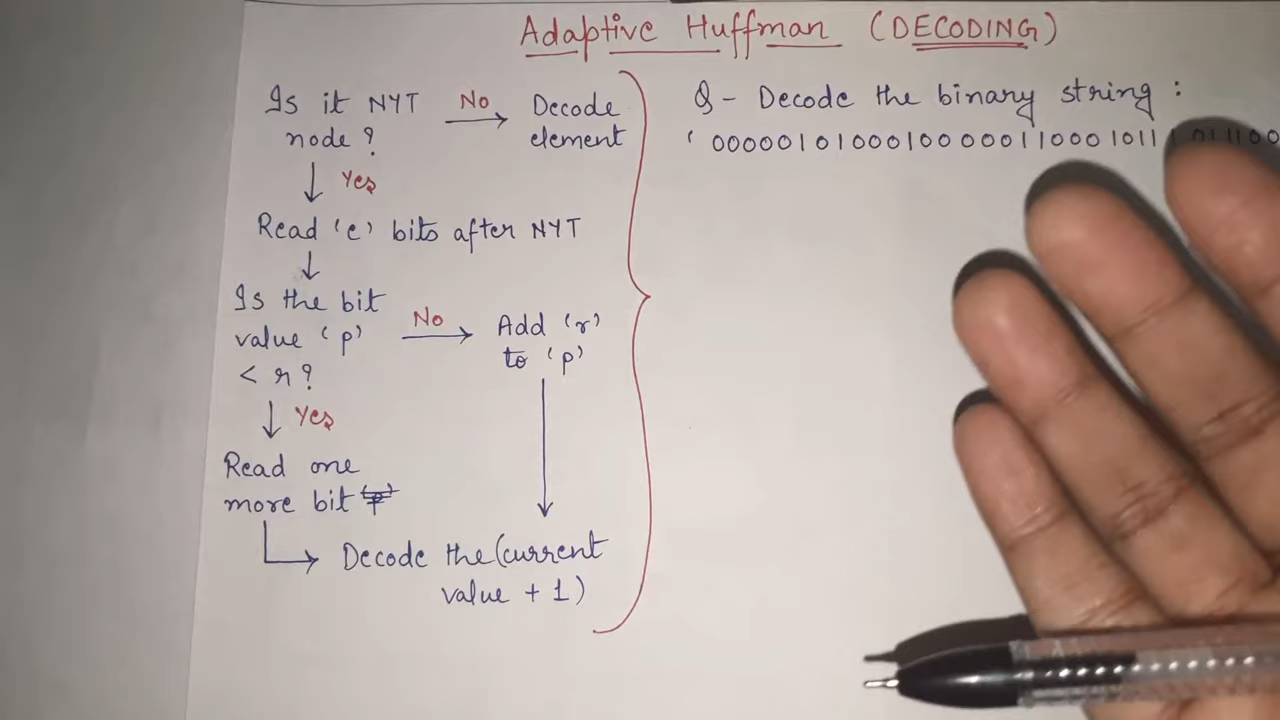 Adaptive Huffman (DECODING)
Is it NYT
node ?
No
Decode
element
Yes
Read 'e' bits after NYT
Is the bit
value 'p'
< r ?
No
Add 'r'
to 'p'
Yes
Read one
more bit
Decode the (current
value + 1)
Q - Decode the binary string :
' 000001010001000001100010111011100